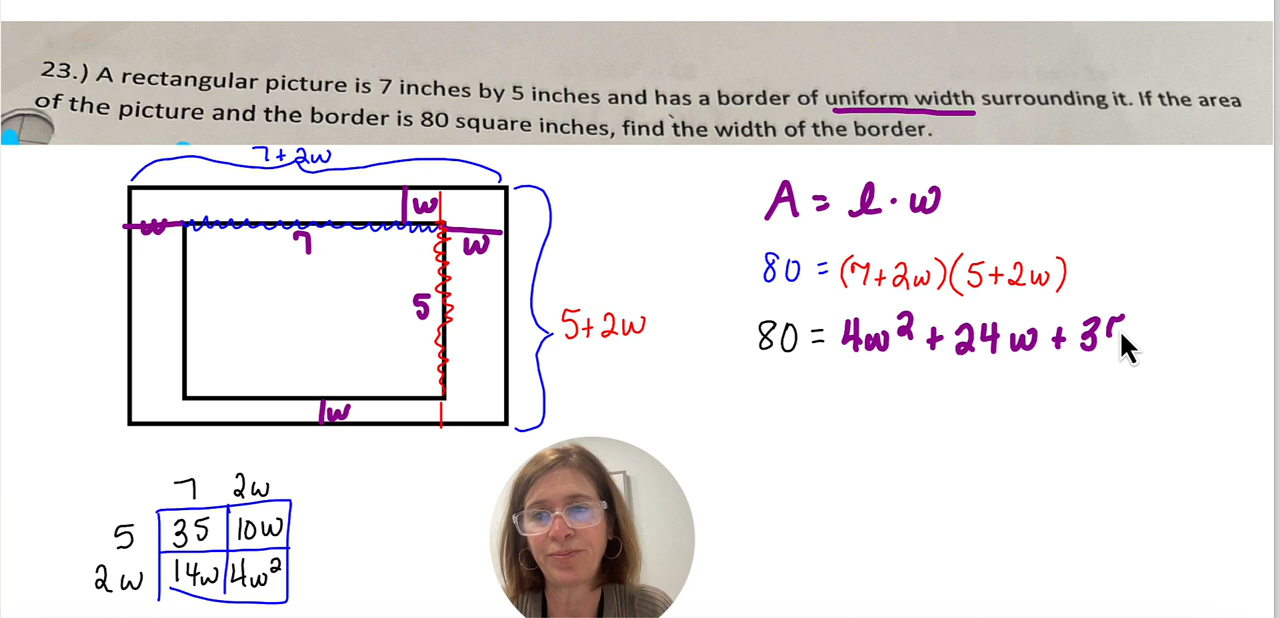 23.) A rectangular picture is 7 inches by 5 inches and has a border of uniform width surrounding it. If the area
of the picture and the border is 80 square inches, find the width of the border.
7+2w
w
w
7
w
5
5+2w
w
A = l · w
80 = (7+2w)(5+2w)
80 = 4w² + 24w + 3
7 2w
5 35 10w
2w 14w 4w²